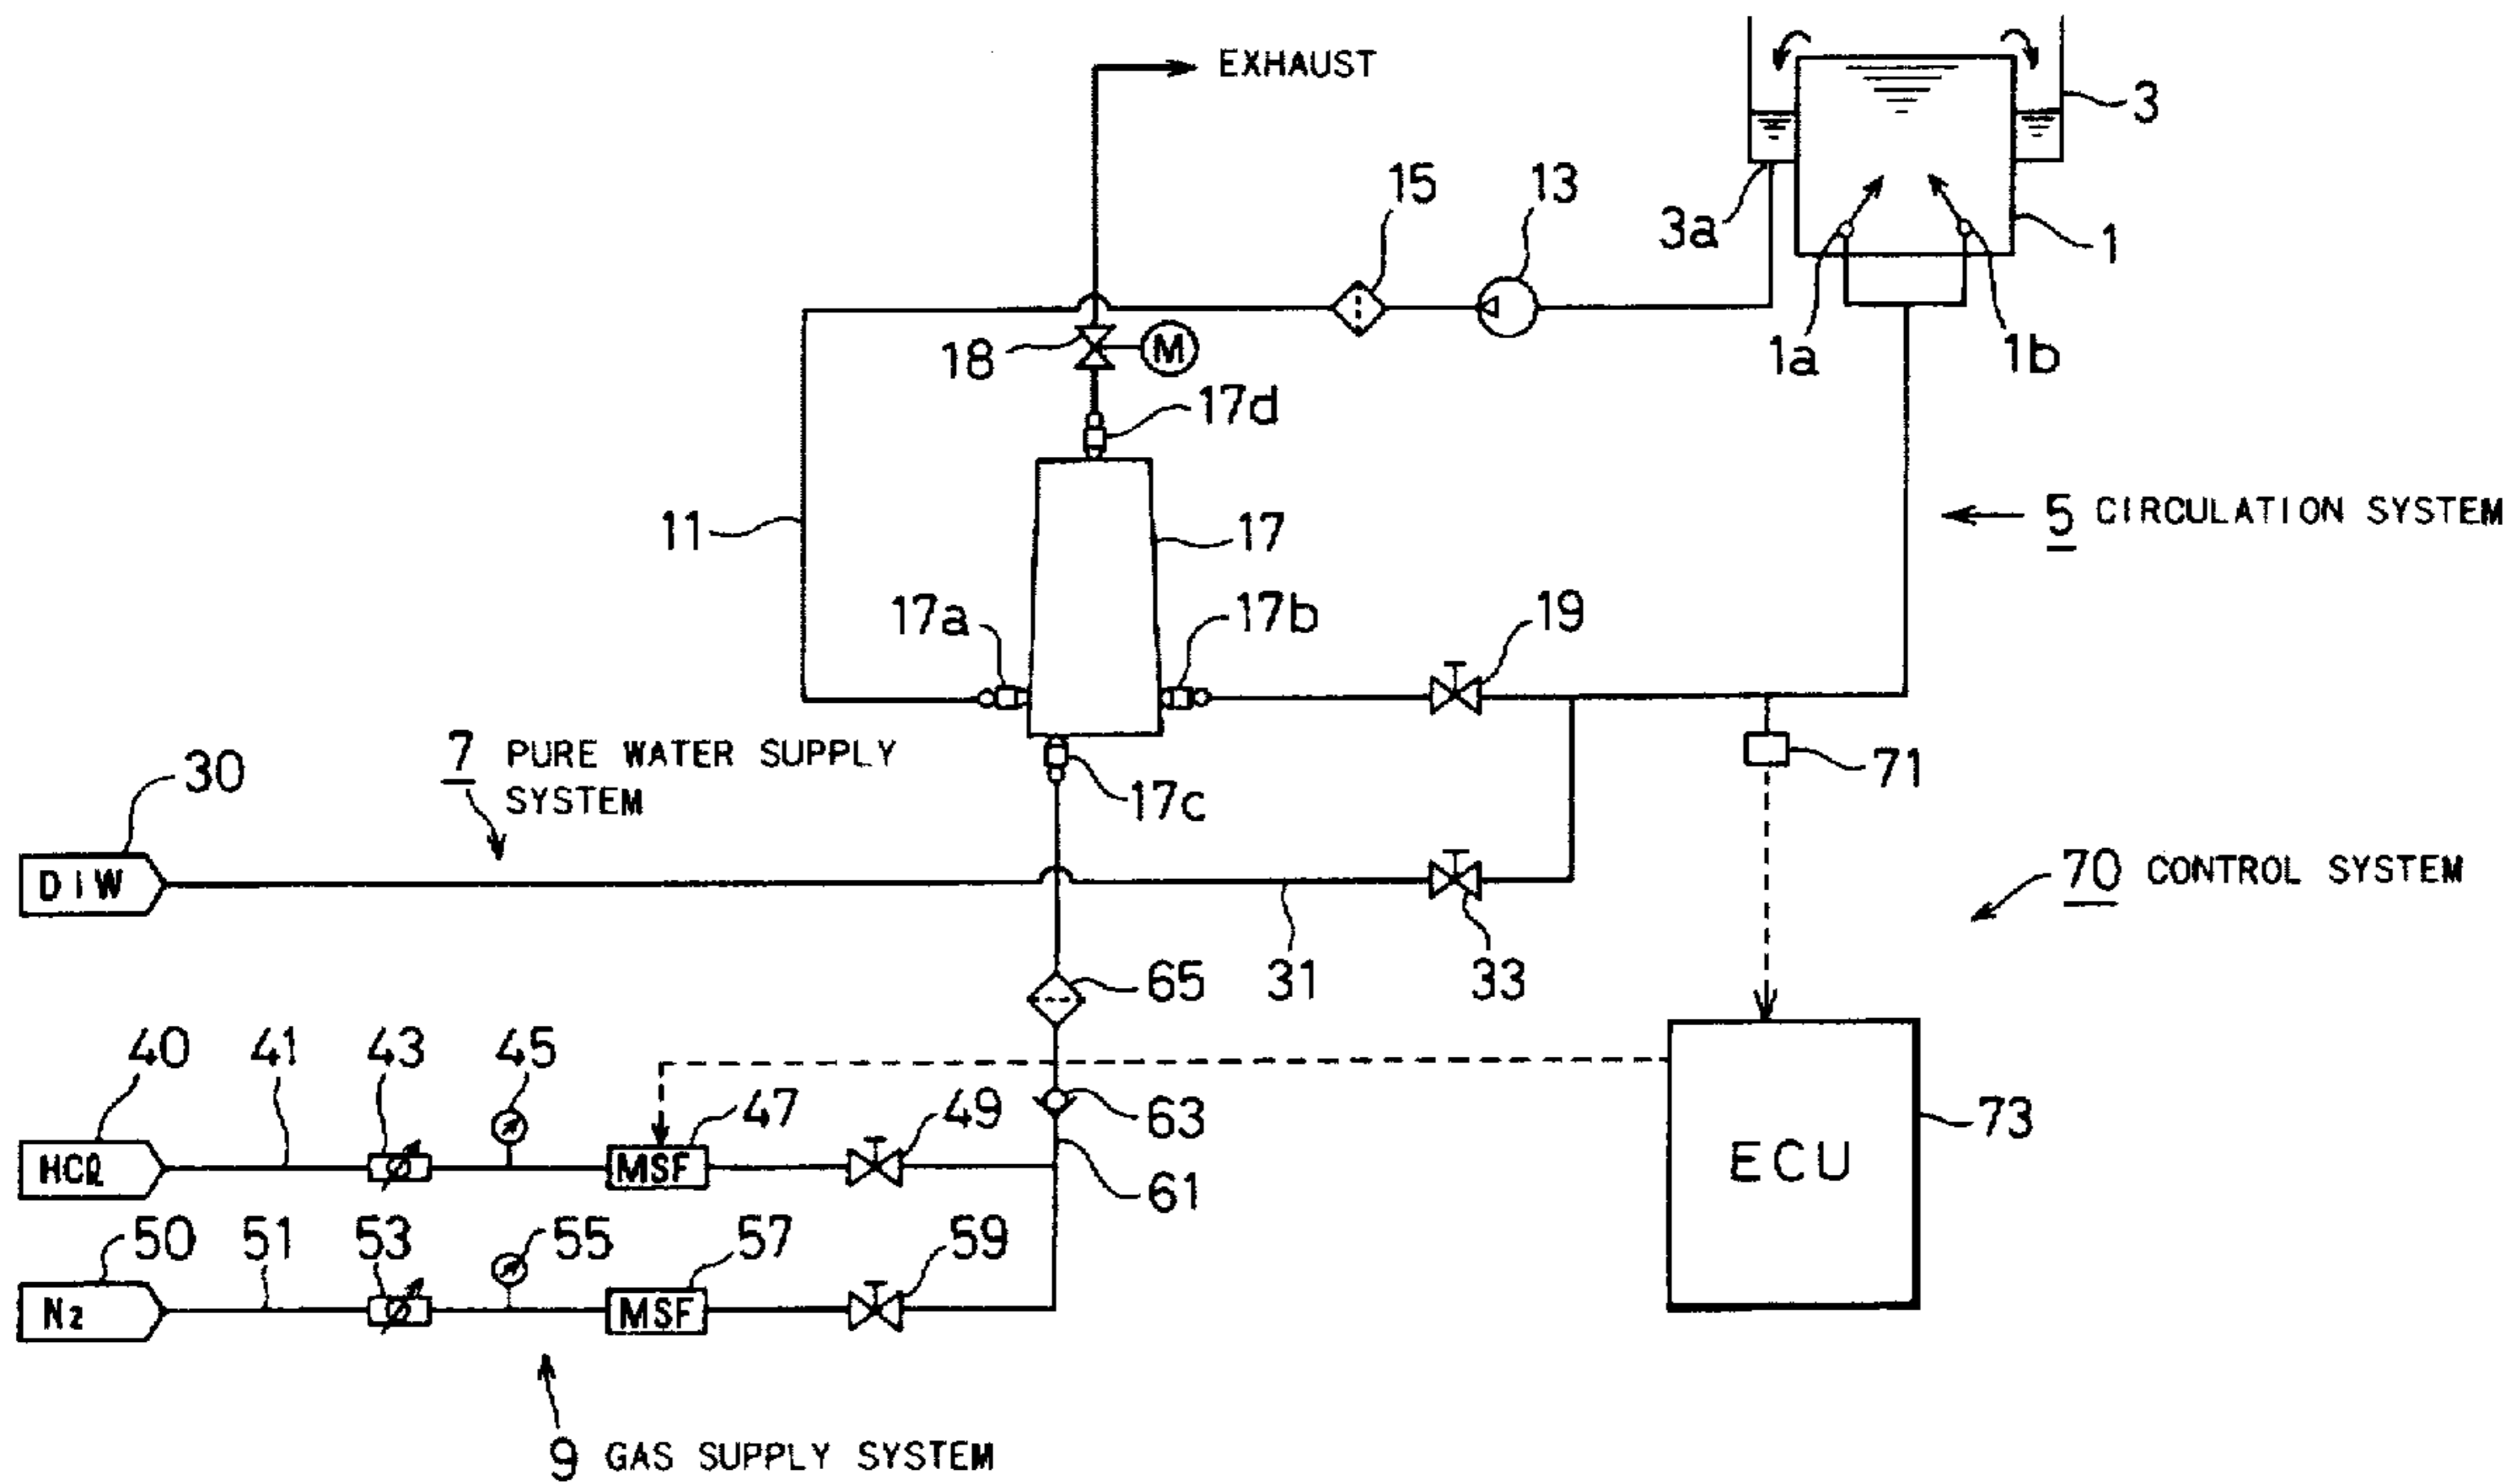 EXHAUST
3
15
13
3a
1
18
M
1a
1b
17d
11
17
5 CIRCULATION SYSTEM
17a
17b
19
7 PURE WATER SUPPLY
SYSTEM
30
71
17c
DIW
70 CONTROL SYSTEM
65
31
33
40
41
43
45
47
49
63
73
HCl
MSF
ECU
61
50
51
53
55
57
59
N2
MSF
9 GAS SUPPLY SYSTEM